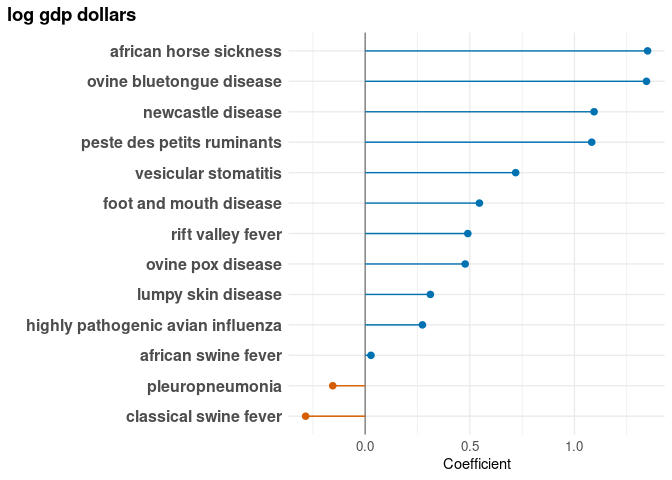 log gdp dollars
african horse sickness
ovine bluetongue disease
newcastle disease
peste des petits ruminants
vesicular stomatitis
foot and mouth disease
rift valley fever
ovine pox disease
lumpy skin disease
highly pathogenic avian influenza
african swine fever
pleuropneumonia
classical swine fever
0.0 0.5 1.0
Coefficient